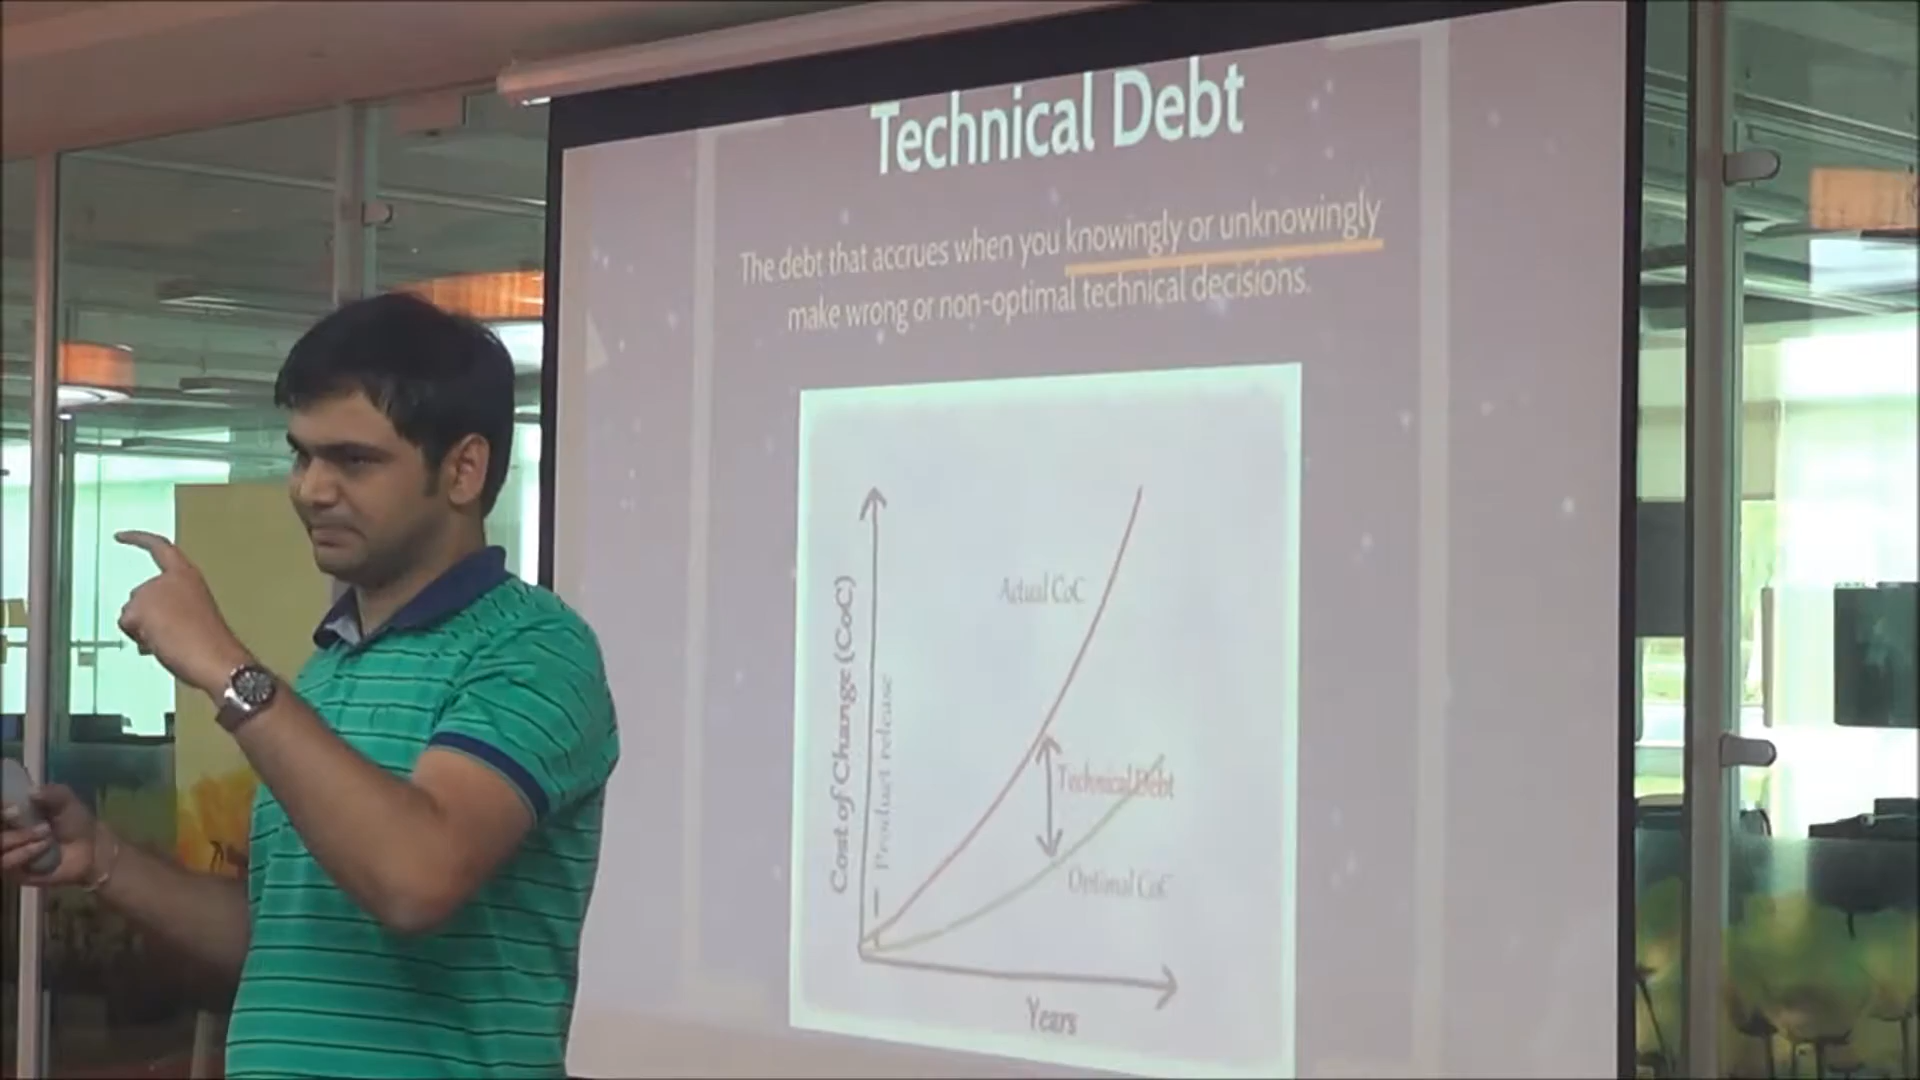 Technical Debt
The debt that accrues when you knowingly or unknowingly
make wrong or non-optimal technical decisions.
Cost of Change (CoC)
Product release
Actual CoC
Technical Debt
Optimal CoC
Years